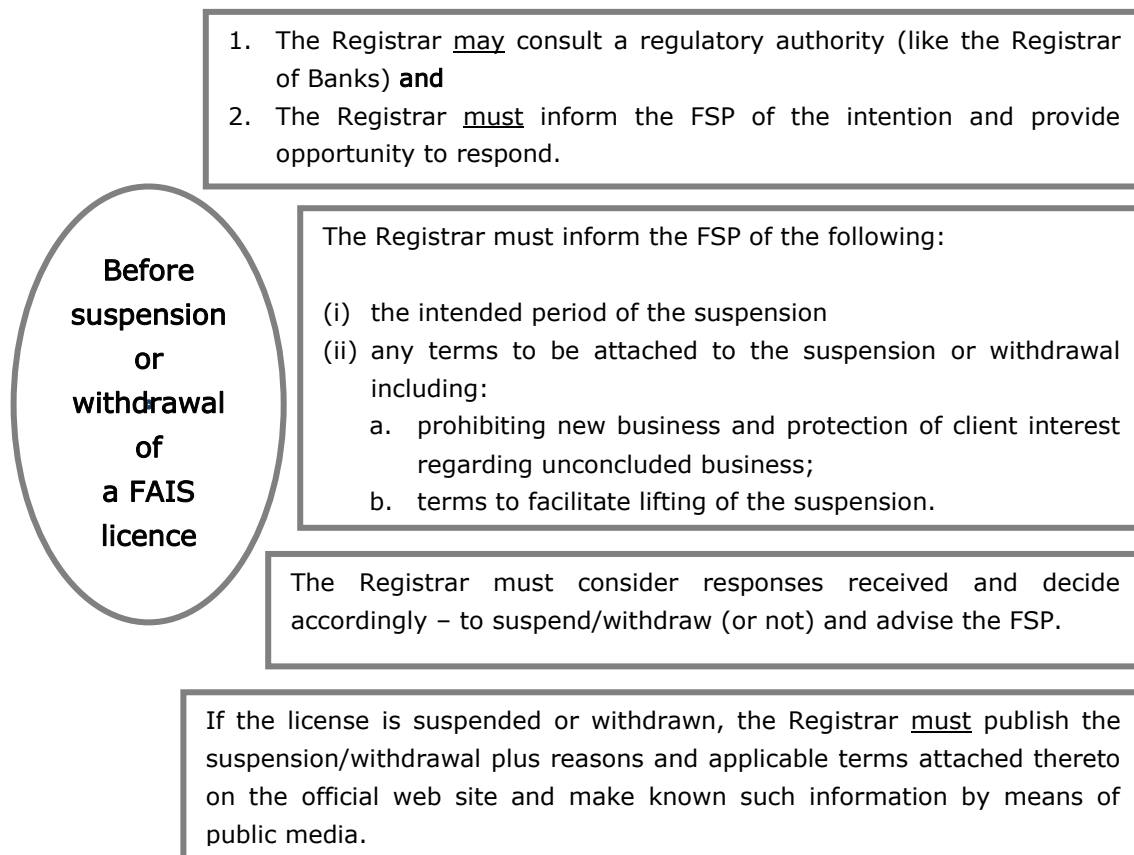 1. The Registrar may consult a regulatory authority (like the Registrar
of Banks) and
2. The Registrar must inform the FSP of the intention and provide
opportunity to respond.
Before
suspension
or
withdrawal
of
a FAIS
licence
The Registrar must inform the FSP of the following:
(i) the intended period of the suspension
(ii) any terms to be attached to the suspension or withdrawal
including:
a. prohibiting new business and protection of client interest
regarding unconcluded business;
b. terms to facilitate lifting of the suspension.
The Registrar must consider responses received and decide
accordingly – to suspend/withdraw (or not) and advise the FSP.
If the license is suspended or withdrawn, the Registrar must publish the
suspension/withdrawal plus reasons and applicable terms attached thereto
on the official web site and make known such information by means of
public media.